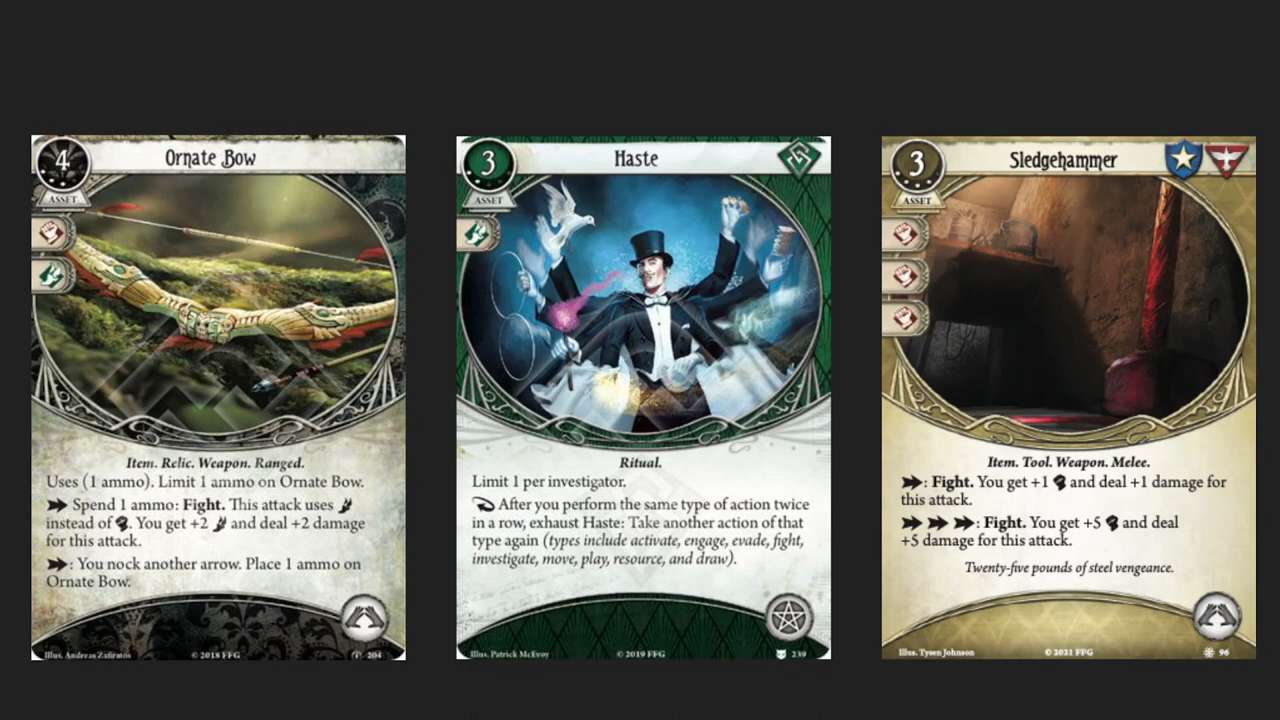 4
Ornate Bow
ASSET
Item. Relic. Weapon. Ranged.
Uses (1 ammo). Limit 1 ammo on Ornate Bow.
Spend 1 ammo: Fight. This attack uses
instead of . You get +2 and deal +2 damage
for this attack.
: You nock another arrow. Place 1 ammo on
Ornate Bow.
Illus. Andreas Zafiratos © 2018 FFG 204
3
Haste
ASSET
Ritual.
Limit 1 per investigator.
After you perform the same type of action twice
in a row, exhaust Haste: Take another action of that
type again (types include activate, engage, evade, fight,
investigate, move, play, resource, and draw).
Illus. Patrick McEvoy © 2019 FFG 239
3
Sledgehammer
ASSET
Item. Tool. Weapon. Melee.
: Fight. You get +1 and deal +1 damage for
this attack.
: Fight. You get +5 and deal
+5 damage for this attack.
Twenty-five pounds of steel vengeance.
Illus. Tysen Johnson © 2021 FFG 96